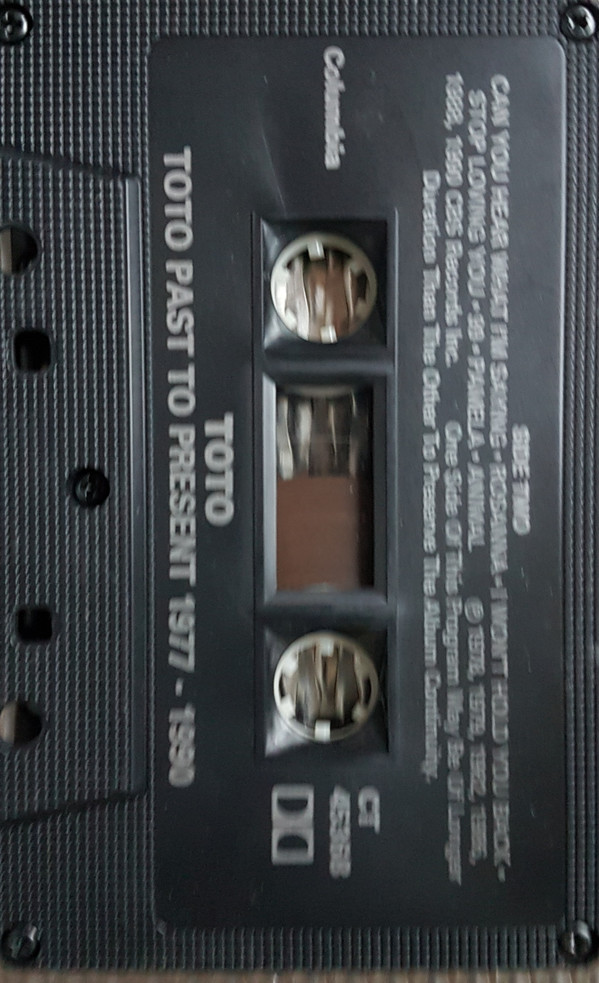 SIDE TWO
CAN YOU HEAR WHAT I'M SAYING • ROSANNA • I WON'T HOLD YOU BACK •
STOP LOVING YOU • 99 • PAMELA • ANIMAL ℗ 1978, 1979, 1982, 1986,
1988, 1990 CBS Records Inc. One Side Of This Program May Be Of Longer
Duration Than The Other To Preserve The Album Continuity.
Columbia
CT
TOTO
TOTO PAST TO PRESENT 1977 - 1990